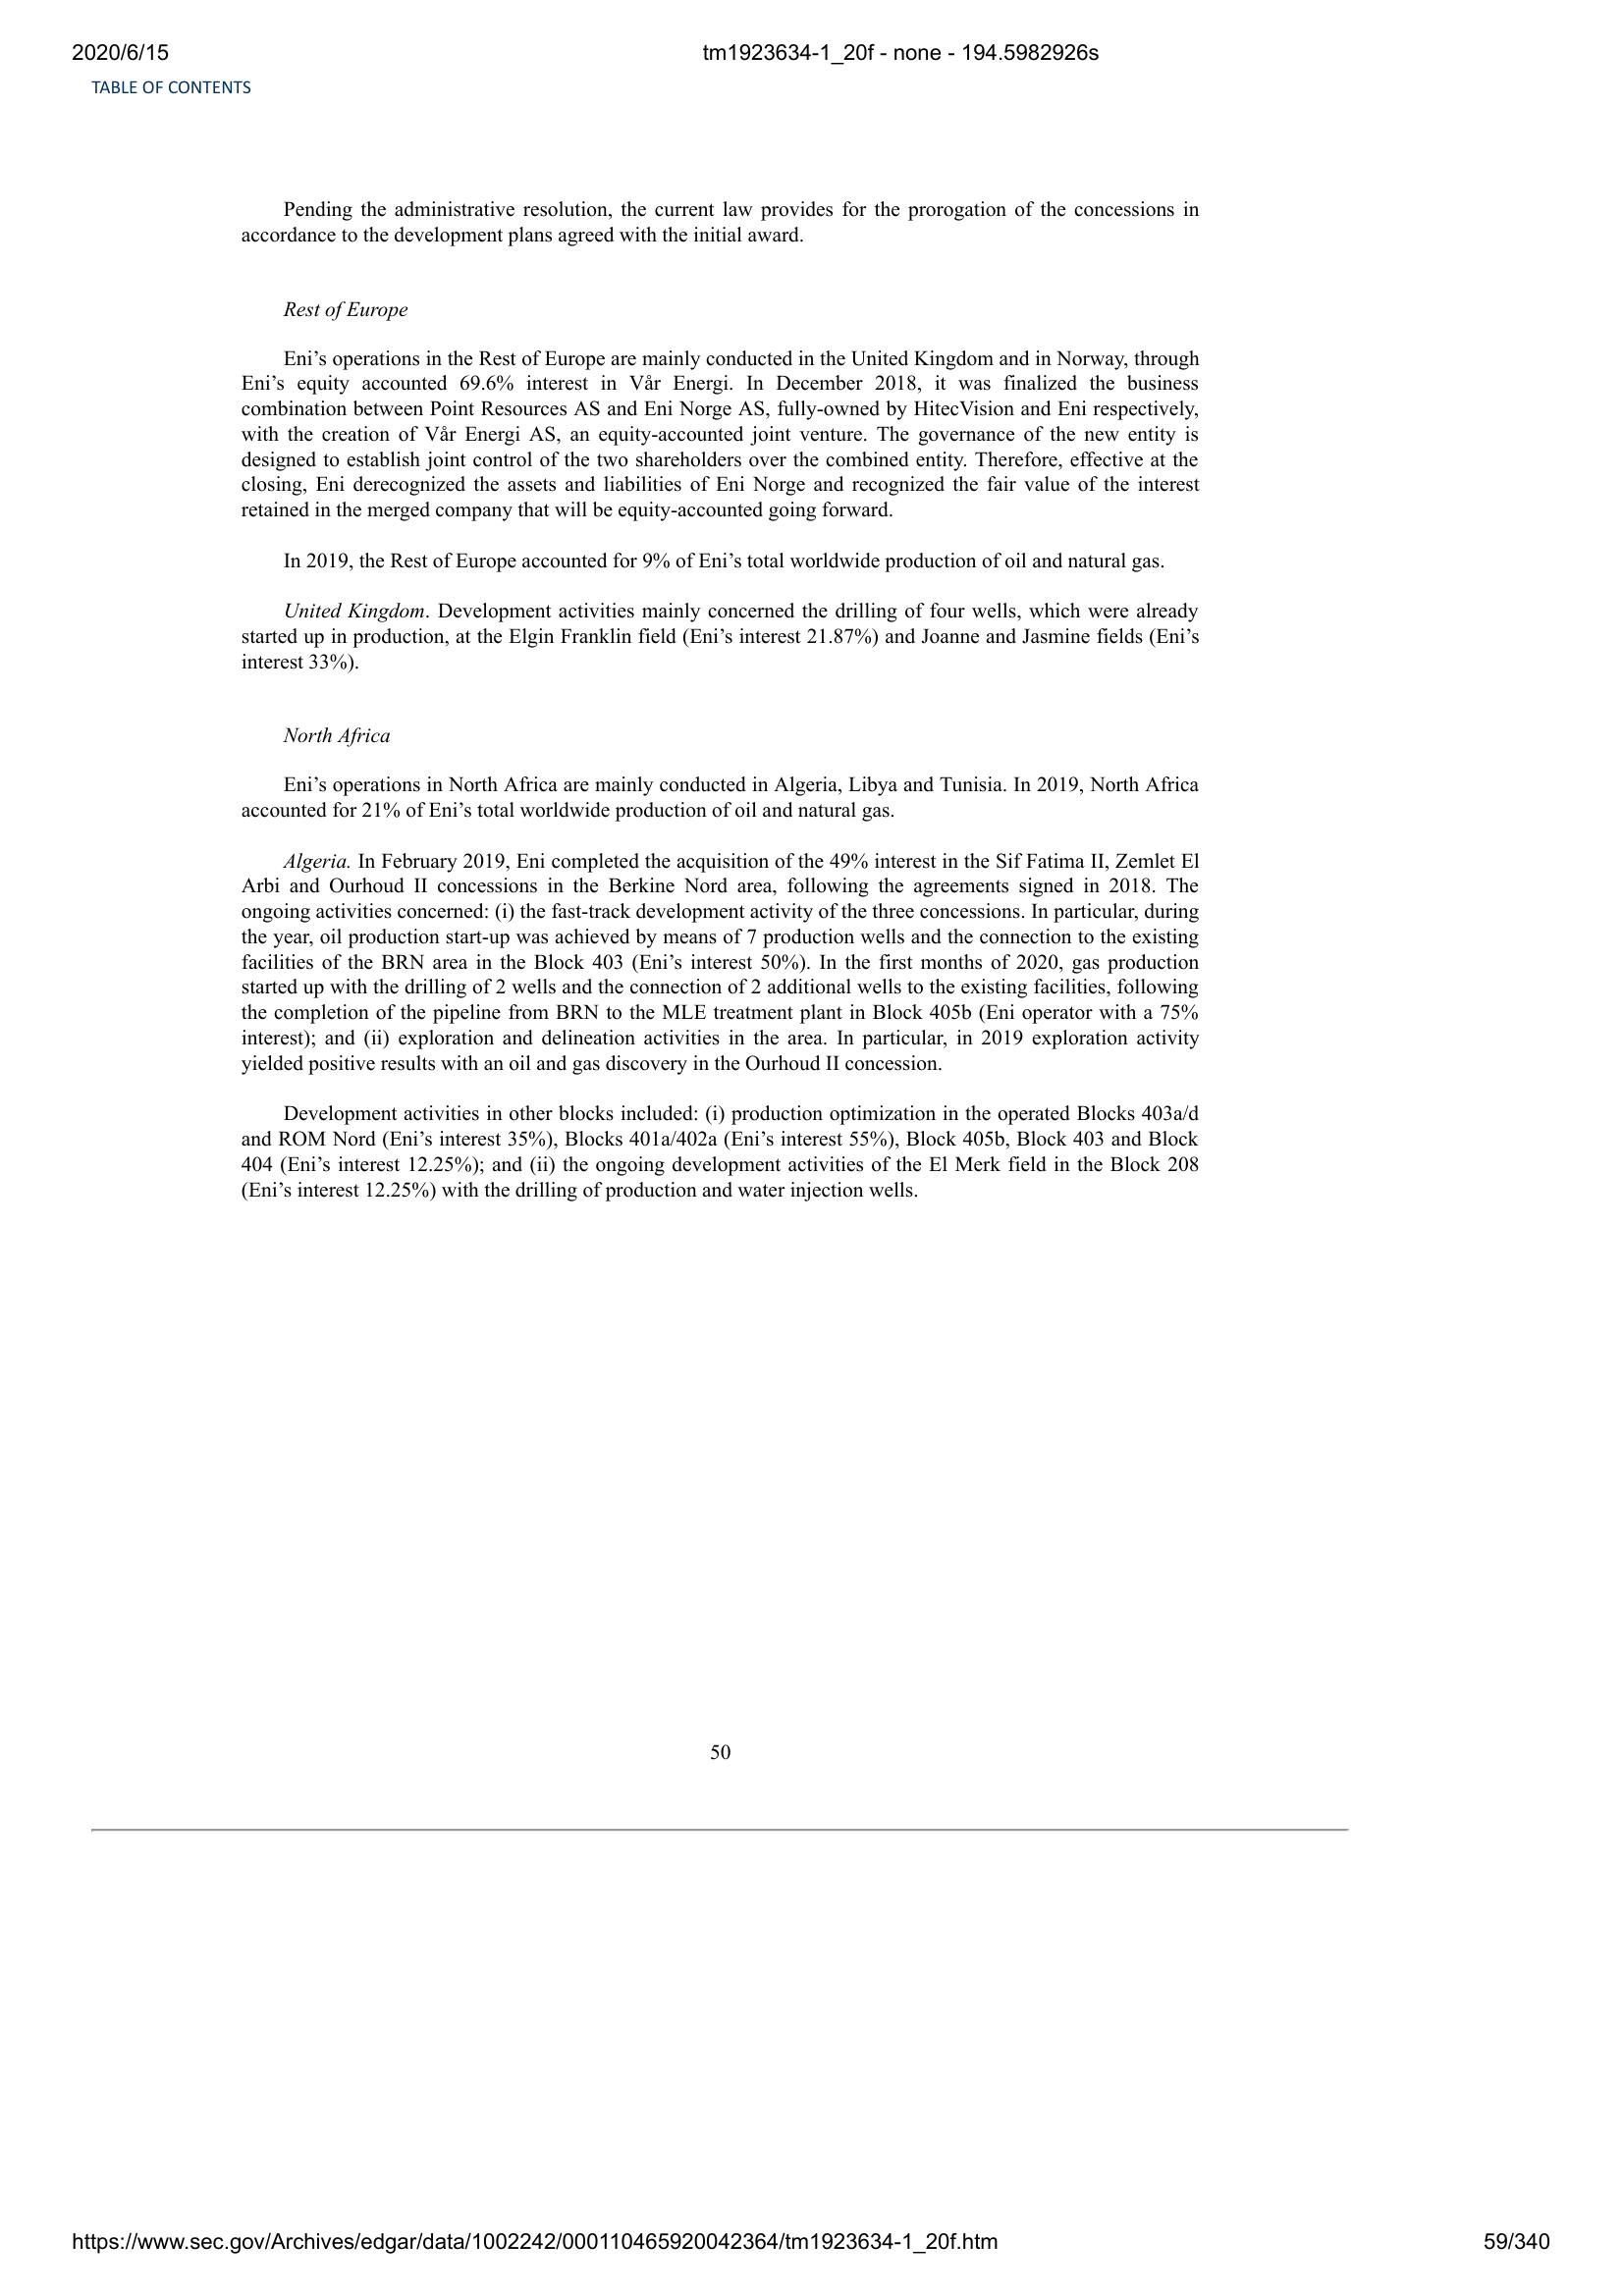 2020/6/15 tm1923634-1_20f - none - 194.5982926s
TABLE OF CONTENTS
Pending the administrative resolution, the current law provides for the prorogation of the concessions in
accordance to the development plans agreed with the initial award.
Rest of Europe
Eni’s operations in the Rest of Europe are mainly conducted in the United Kingdom and in Norway, through
Eni’s equity accounted 69.6% interest in Vår Energi. In December 2018, it was finalized the business
combination between Point Resources AS and Eni Norge AS, fully-owned by HitecVision and Eni respectively,
with the creation of Vår Energi AS, an equity-accounted joint venture. The governance of the new entity is
designed to establish joint control of the two shareholders over the combined entity. Therefore, effective at the
closing, Eni derecognized the assets and liabilities of Eni Norge and recognized the fair value of the interest
retained in the merged company that will be equity-accounted going forward.
In 2019, the Rest of Europe accounted for 9% of Eni’s total worldwide production of oil and natural gas.
United Kingdom. Development activities mainly concerned the drilling of four wells, which were already
started up in production, at the Elgin Franklin field (Eni’s interest 21.87%) and Joanne and Jasmine fields (Eni’s
interest 33%).
North Africa
Eni’s operations in North Africa are mainly conducted in Algeria, Libya and Tunisia. In 2019, North Africa
accounted for 21% of Eni’s total worldwide production of oil and natural gas.
Algeria. In February 2019, Eni completed the acquisition of the 49% interest in the Sif Fatima II, Zemlet El
Arbi and Ourhoud II concessions in the Berkine Nord area, following the agreements signed in 2018. The
ongoing activities concerned: (i) the fast-track development activity of the three concessions. In particular, during
the year, oil production start-up was achieved by means of 7 production wells and the connection to the existing
facilities of the BRN area in the Block 403 (Eni’s interest 50%). In the first months of 2020, gas production
started up with the drilling of 2 wells and the connection of 2 additional wells to the existing facilities, following
the completion of the pipeline from BRN to the MLE treatment plant in Block 405b (Eni operator with a 75%
interest); and (ii) exploration and delineation activities in the area. In particular, in 2019 exploration activity
yielded positive results with an oil and gas discovery in the Ourhoud II concession.
Development activities in other blocks included: (i) production optimization in the operated Blocks 403a/d
and ROM Nord (Eni’s interest 35%), Blocks 401a/402a (Eni’s interest 55%), Block 405b, Block 403 and Block
404 (Eni’s interest 12.25%); and (ii) the ongoing development activities of the El Merk field in the Block 208
(Eni’s interest 12.25%) with the drilling of production and water injection wells.
50
https://www.sec.gov/Archives/edgar/data/1002242/000110465920042364/tm1923634-1_20f.htm 59/340